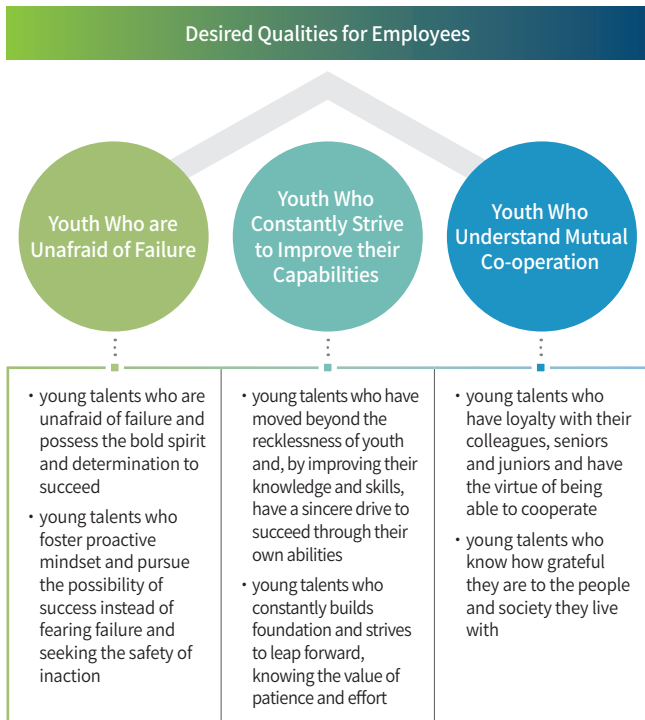 Desired Qualities for Employees
Youth Who are
Unafraid of Failure
Youth Who
Constantly Strive
to Improve their
Capabilities
Youth Who
Understand Mutual
Co-operation
· young talents who are
unafraid of failure and
possess the bold spirit
and determination to
succeed
· young talents who
foster proactive
mindset and pursue
the possibility of
success instead of
fearing failure and
seeking the safety of
inaction
· young talents who have
moved beyond the
recklessness of youth
and, by improving their
knowledge and skills,
have a sincere drive to
succeed through their
own abilities
· young talents who
constantly builds
foundation and strives
to leap forward,
knowing the value of
patience and effort
· young talents who
have loyalty with their
colleagues, seniors
and juniors and have
the virtue of being
able to cooperate
· young talents who
know how grateful
they are to the people
and society they live
with